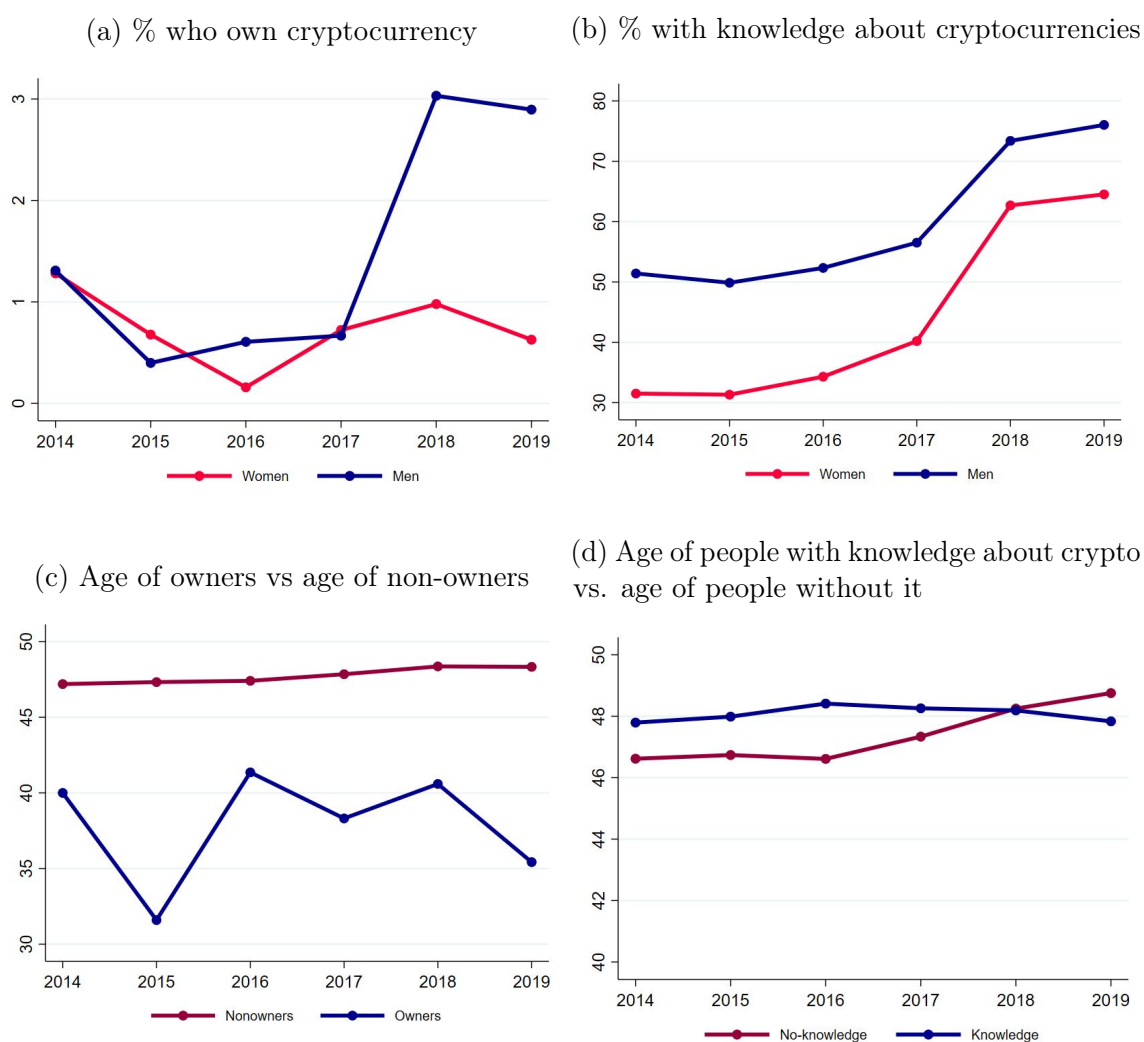 (a) % who own cryptocurrency
3
2
1
0
2014 2015 2016 2017 2018 2019
Women Men
(b) % with knowledge about cryptocurrencies
80
70
60
50
40
30
2014 2015 2016 2017 2018 2019
Women Men
(c) Age of owners vs age of non-owners
50
45
40
35
30
2014 2015 2016 2017 2018 2019
Nonowners Owners
(d) Age of people with knowledge about crypto
vs. age of people without it
50
48
46
44
42
40
2014 2015 2016 2017 2018 2019
No-knowledge Knowledge